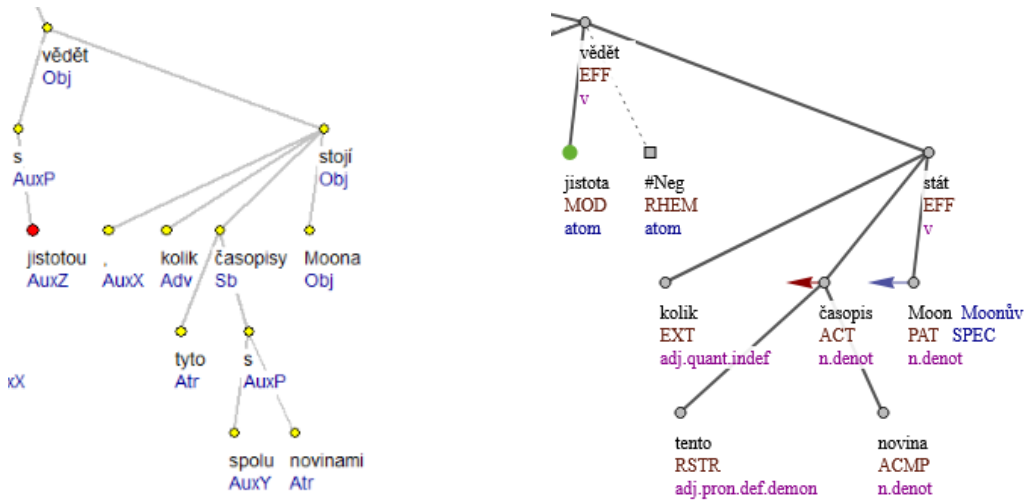 vědět
Obj
s
AuxP
stojí
Obj
jistotou
AuxZ
,
AuxX
kolik
Adv
časopisy
Sb
Moona
Obj
tyto
Atr
s
AuxP
xX
spolu
AuxY
novinami
Atr
vědět
EFF
v
jistota
MOD
atom
#Neg
RHEM
atom
stát
EFF
v
kolik
EXT
adj.quant.indef
časopis
ACT
n.denot
Moon Moonův
PAT SPEC
n.denot
tento
RSTR
adj.pron.def.demon
novina
ACMP
n.denot